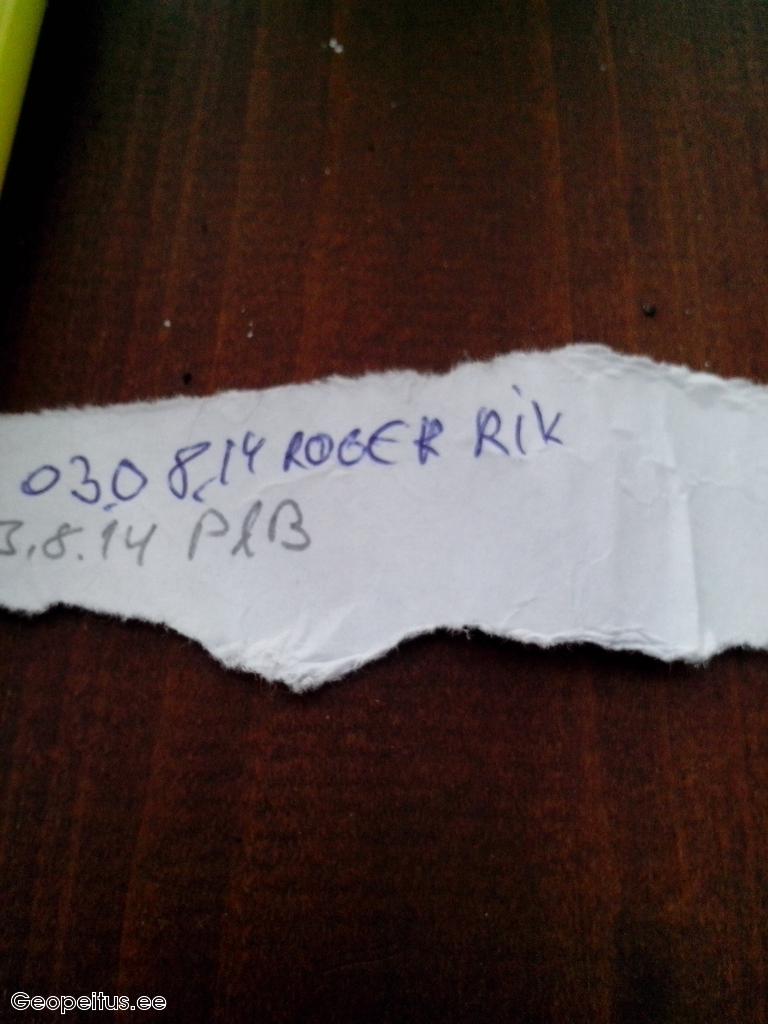 03.08.14 ROGER RIK
3.8.14 PLB
Geopeitus.ee